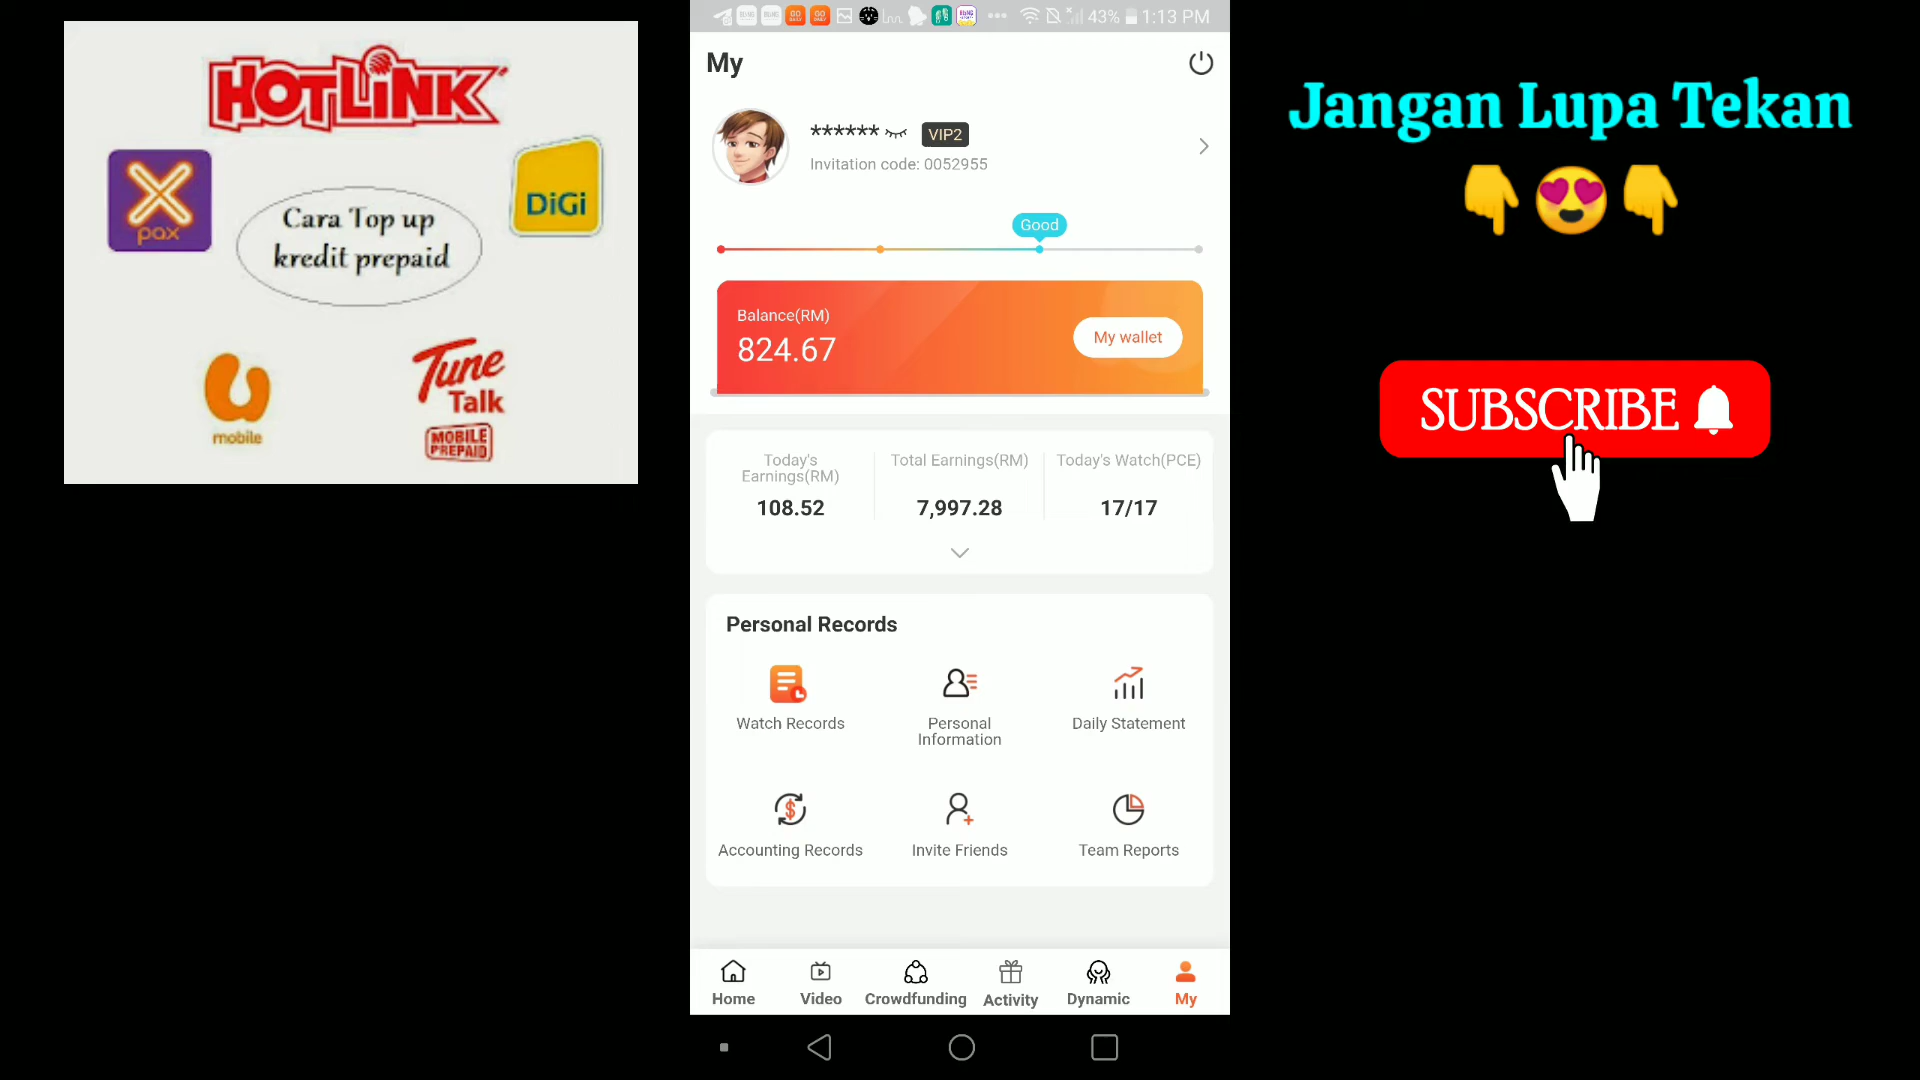 HOTLINK
pax
DiGi
Cara Top up
kredit prepaid
mobile
Tune
Talk
MOBILE
PREPAID
43% 1:13 PM
My
****** VIP2
Invitation code: 0052955
Good
Balance(RM)
824.67
My wallet
Today's
Earnings(RM)
108.52
Total Earnings(RM)
7,997.28
Today's Watch(PCE)
17/17
Personal Records
Watch Records
Personal
Information
Daily Statement
Accounting Records
Invite Friends
Team Reports
Home
Video
Crowdfunding
Activity
Dynamic
My
Jangan Lupa Tekan
SUBSCRIBE